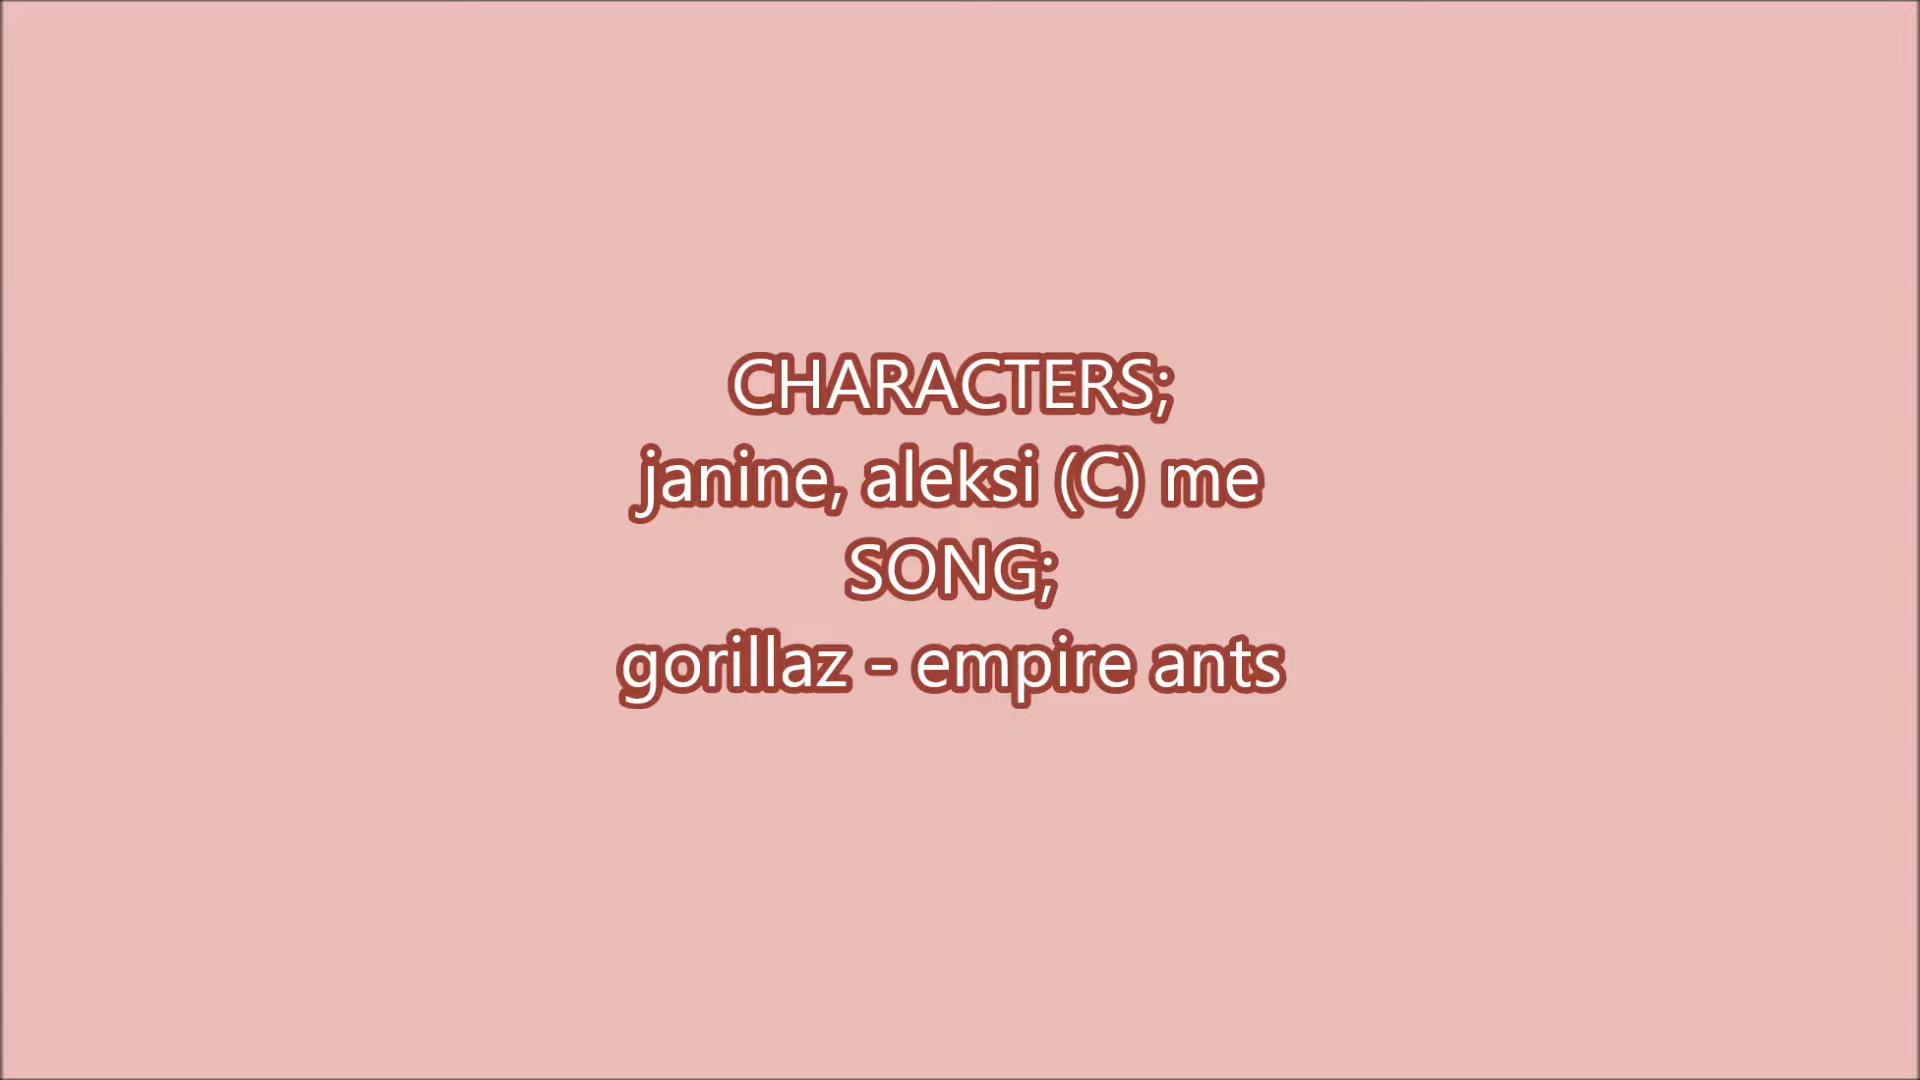 CHARACTERS;
janine, aleksi (C) me
SONG;
gorillaz - empire ants